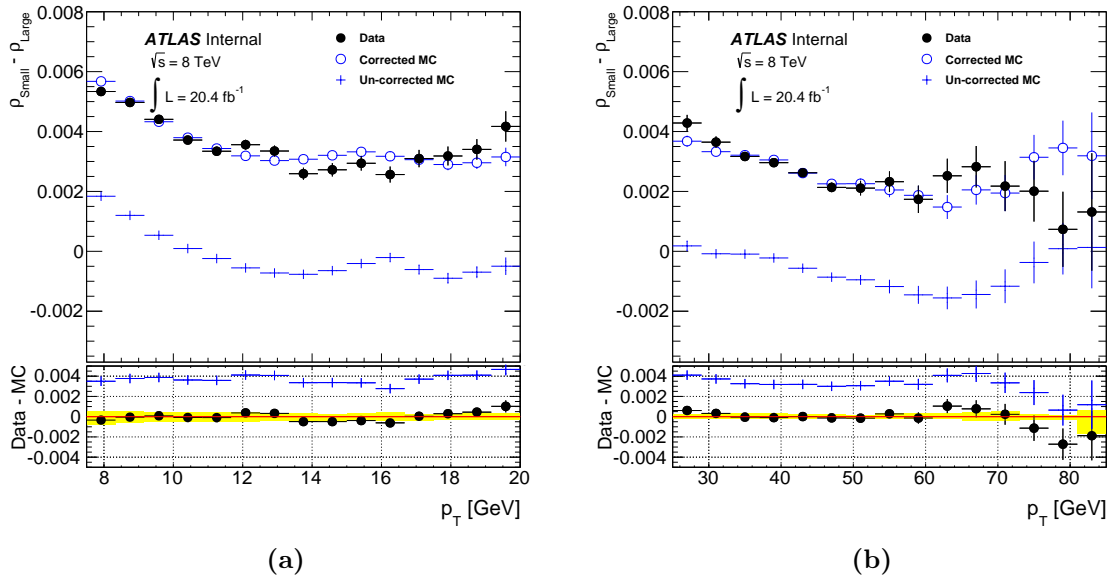 ρSmall - ρLarge
0.008
0.006
0.004
0.002
0
-0.002
ATLAS Internal
√s = 8 TeV
∫ L = 20.4 fb⁻¹
Data
Corrected MC
Un-corrected MC
Data - MC
0.004
0.002
0
-0.002
-0.004
8 10 12 14 16 18 20
pT [GeV]
(a)
ρSmall - ρLarge
0.008
0.006
0.004
0.002
0
-0.002
ATLAS Internal
√s = 8 TeV
∫ L = 20.4 fb⁻¹
Data
Corrected MC
Un-corrected MC
Data - MC
0.004
0.002
0
-0.002
-0.004
30 40 50 60 70 80
pT [GeV]
(b)